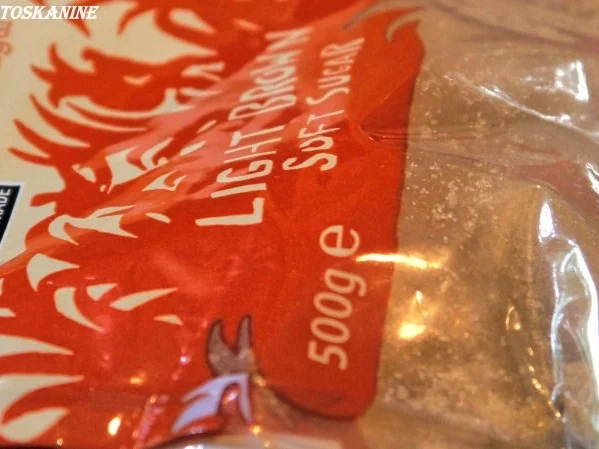 TOSKANINE
LIGHT BROWN
SOFT SUGAR
500g e